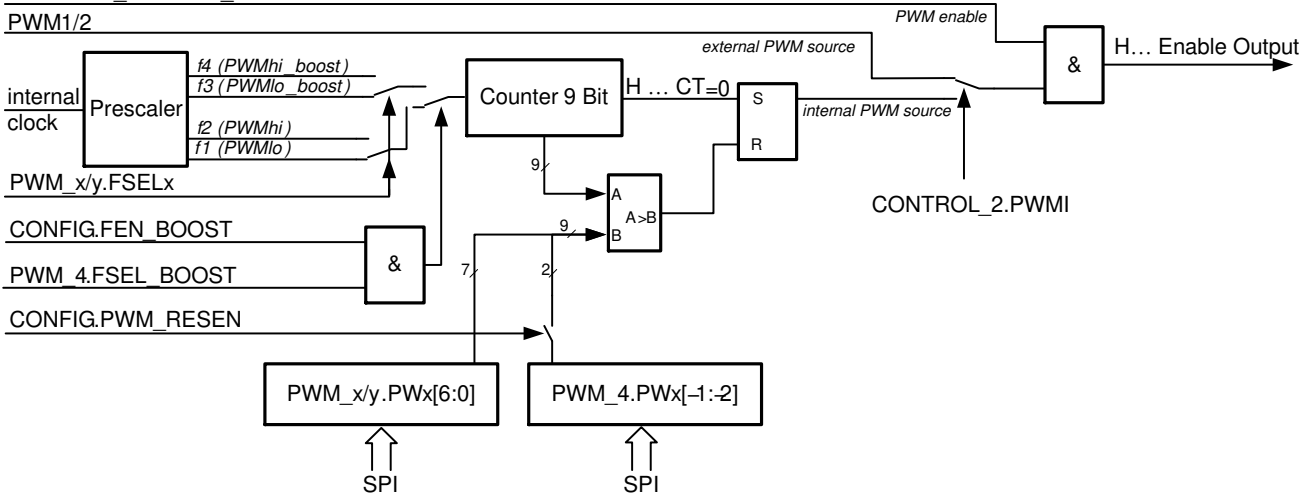 PWM1/2
PWM enable
external PWM source
H… Enable Output
&
f4 (PWMhi_boost)
f3 (PWMlo_boost)
internal
clock
Prescaler
Counter 9 Bit
H … CT=0
S
R
internal PWM source
f2 (PWMhi)
f1 (PWMlo)
9
PWM_x/y.FSELx
A
A>B
B
CONTROL_2.PWMI
9
CONFIG.FEN_BOOST
&
7
2
PWM_4.FSEL_BOOST
CONFIG.PWM_RESEN
PWM_x/y.PWx[6:0]
PWM_4.PWx[–1:–2]
SPI
SPI